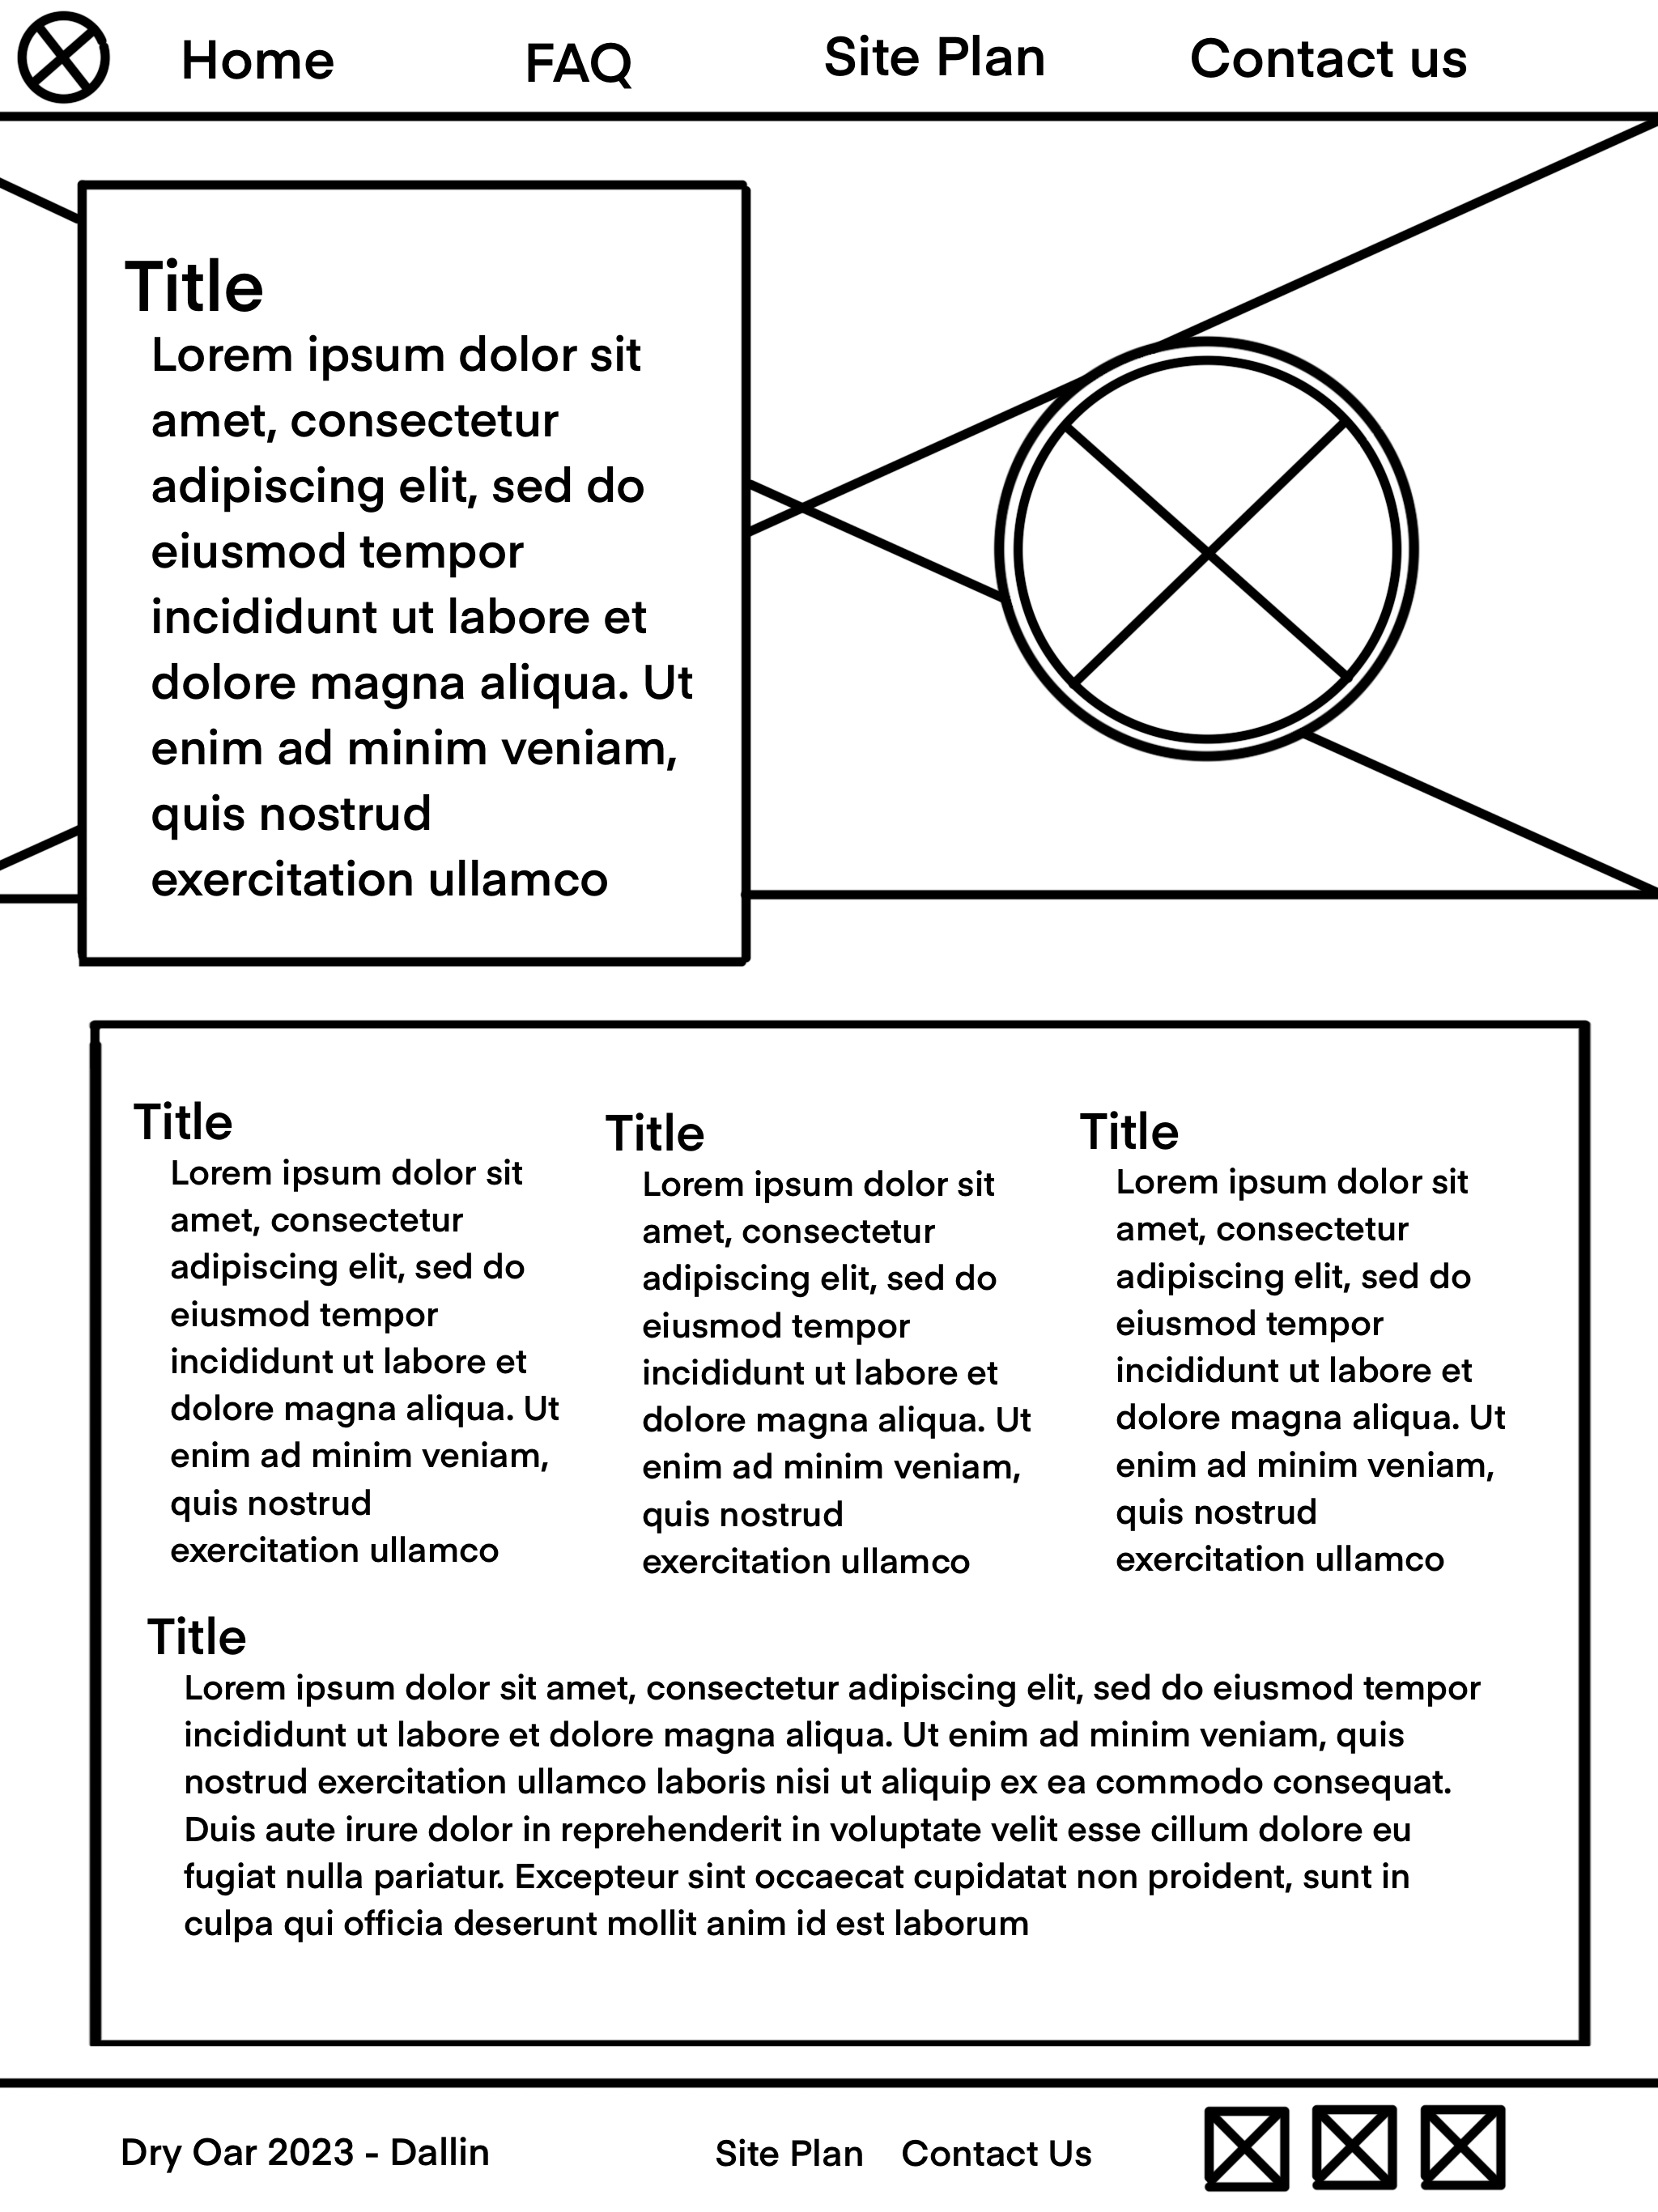 Home FAQ Site Plan Contact us
Title
Lorem ipsum dolor sit
amet, consectetur
adipiscing elit, sed do
eiusmod tempor
incididunt ut labore et
dolore magna aliqua. Ut
enim ad minim veniam,
quis nostrud
exercitation ullamco
Title
Lorem ipsum dolor sit
amet, consectetur
adipiscing elit, sed do
eiusmod tempor
incididunt ut labore et
dolore magna aliqua. Ut
enim ad minim veniam,
quis nostrud
exercitation ullamco
Title
Lorem ipsum dolor sit
amet, consectetur
adipiscing elit, sed do
eiusmod tempor
incididunt ut labore et
dolore magna aliqua. Ut
enim ad minim veniam,
quis nostrud
exercitation ullamco
Title
Lorem ipsum dolor sit
amet, consectetur
adipiscing elit, sed do
eiusmod tempor
incididunt ut labore et
dolore magna aliqua. Ut
enim ad minim veniam,
quis nostrud
exercitation ullamco
Title
Lorem ipsum dolor sit amet, consectetur adipiscing elit, sed do eiusmod tempor
incididunt ut labore et dolore magna aliqua. Ut enim ad minim veniam, quis
nostrud exercitation ullamco laboris nisi ut aliquip ex ea commodo consequat.
Duis aute irure dolor in reprehenderit in voluptate velit esse cillum dolore eu
fugiat nulla pariatur. Excepteur sint occaecat cupidatat non proident, sunt in
culpa qui officia deserunt mollit anim id est laborum
Dry Oar 2023 - Dallin Site Plan Contact Us